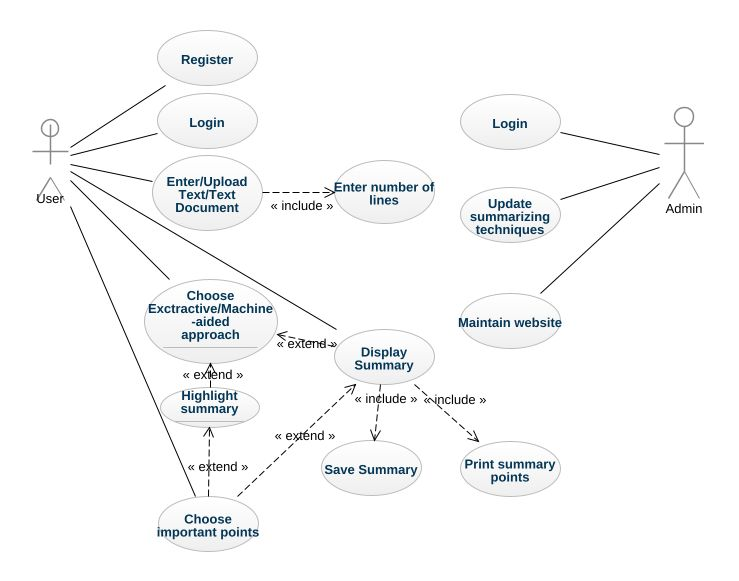 Register
Login
Enter/Upload
Text/Text
Document
« include »
Enter number of
lines
User
Login
Update
summarizing
techniques
Admin
Maintain website
Choose
Exctractive/Machine
-aided
approach
« extend »
Display
Summary
« extend »
Highlight
summary
« include »
« include »
« extend »
« extend »
Save Summary
Print summary
points
Choose
important points